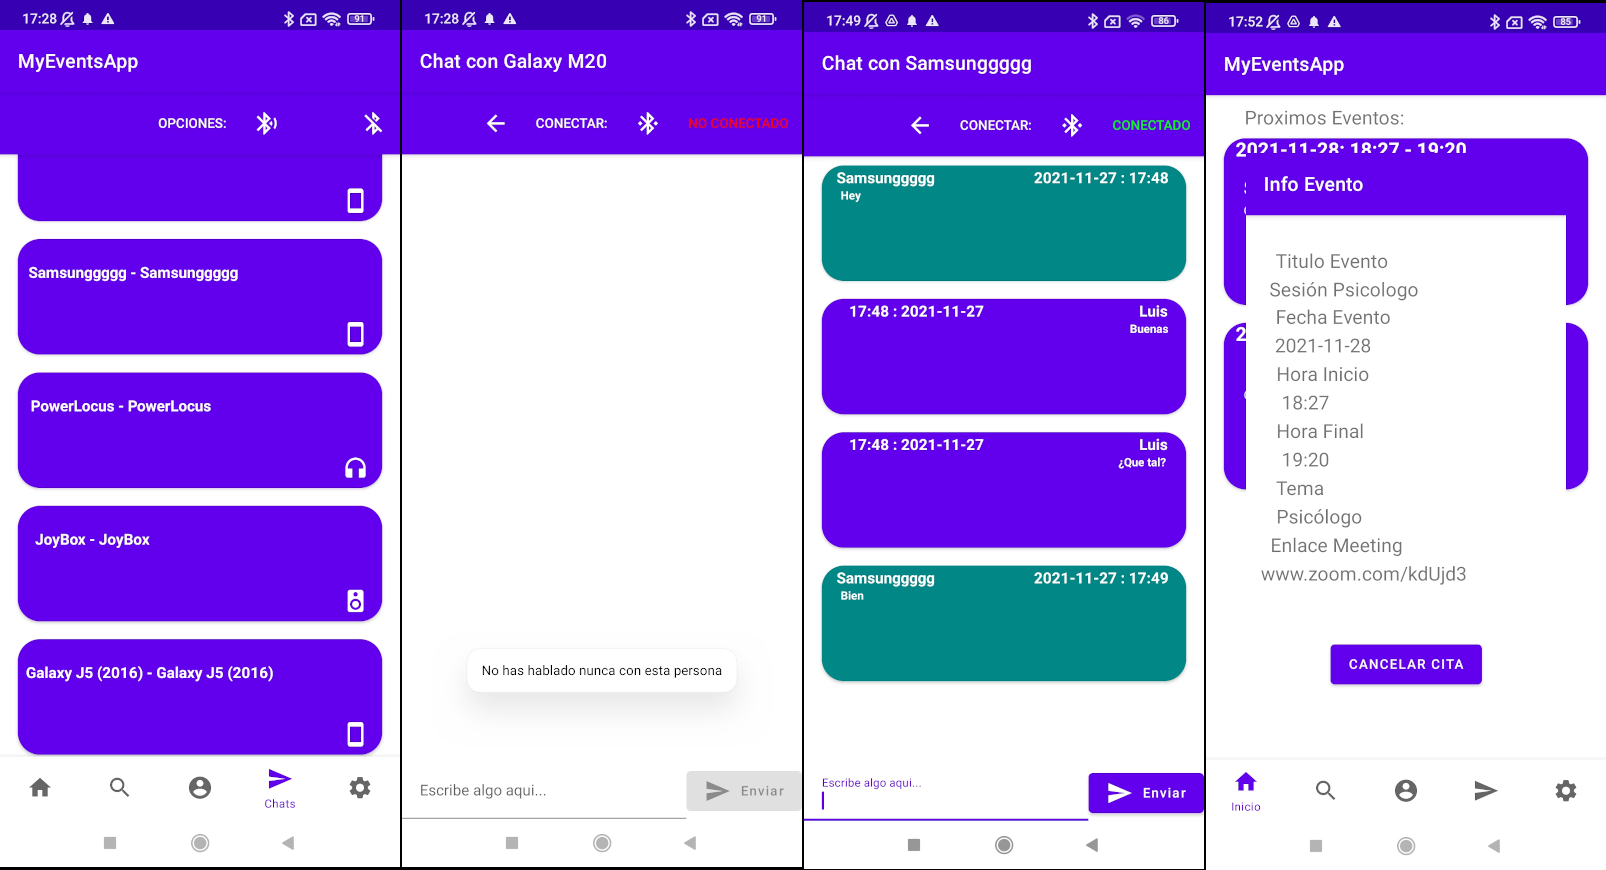 17:28
91
MyEventsApp
OPCIONES:
Samsunggggg - Samsunggggg
PowerLocus - PowerLocus
JoyBox - JoyBox
Galaxy J5 (2016) - Galaxy J5 (2016)
Chats
17:28
91
Chat con Galaxy M20
CONECTAR:
NO CONECTADO
No has hablado nunca con esta persona
Escribe algo aqui...
Enviar
17:49
86
Chat con Samsunggggg
CONECTAR:
CONECTADO
Samsunggggg 2021-11-27 : 17:48
Hey
17:48 : 2021-11-27 Luis
Buenas
17:48 : 2021-11-27 Luis
¿Que tal?
Samsunggggg 2021-11-27 : 17:49
Bien
Escribe algo aqui...
Enviar
17:52
85
MyEventsApp
Proximos Eventos:
2021-11-28: 18:27 - 19:20
Info Evento
Titulo Evento
Sesión Psicologo
Fecha Evento
2021-11-28
Hora Inicio
18:27
Hora Final
19:20
Tema
Psicólogo
Enlace Meeting
www.zoom.com/kdUjd3
CANCELAR CITA
Inicio